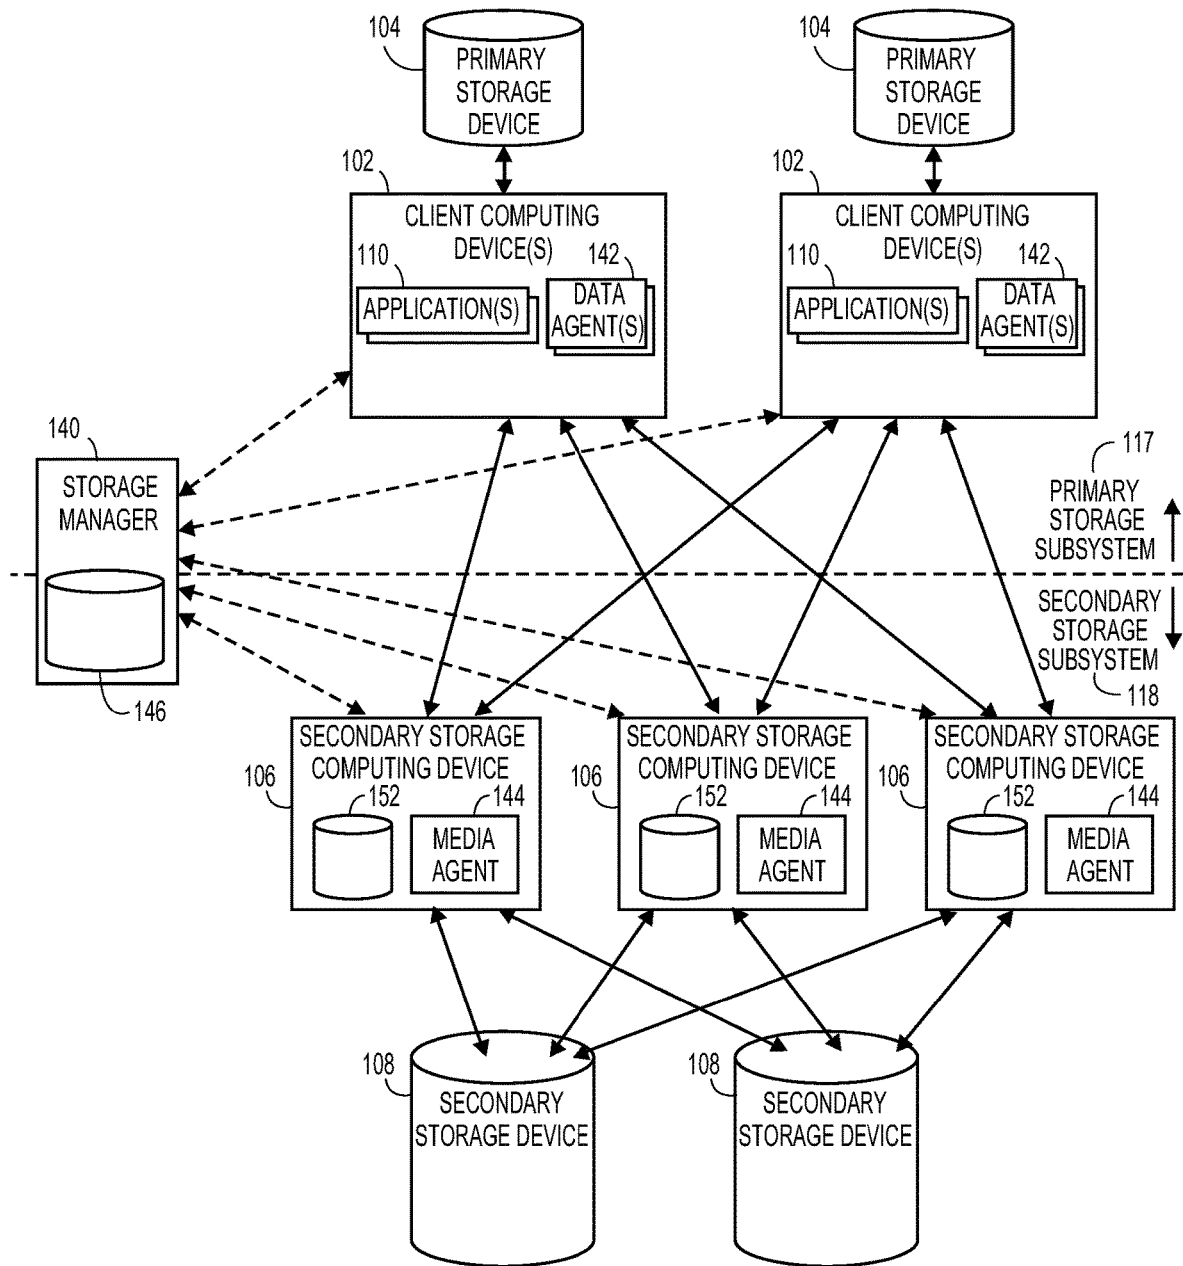 104
PRIMARY
STORAGE
DEVICE
104
PRIMARY
STORAGE
DEVICE
102
CLIENT COMPUTING
DEVICE(S)
110
142
APPLICATION(S)
DATA
AGENT(S)
102
CLIENT COMPUTING
DEVICE(S)
110
142
APPLICATION(S)
DATA
AGENT(S)
140
STORAGE
MANAGER
146
117
PRIMARY
STORAGE
SUBSYSTEM
SECONDARY
STORAGE
SUBSYSTEM
118
SECONDARY STORAGE
COMPUTING DEVICE
106
152
144
MEDIA
AGENT
SECONDARY STORAGE
COMPUTING DEVICE
106
152
144
MEDIA
AGENT
SECONDARY STORAGE
COMPUTING DEVICE
106
152
144
MEDIA
AGENT
108
SECONDARY
STORAGE DEVICE
108
SECONDARY
STORAGE DEVICE